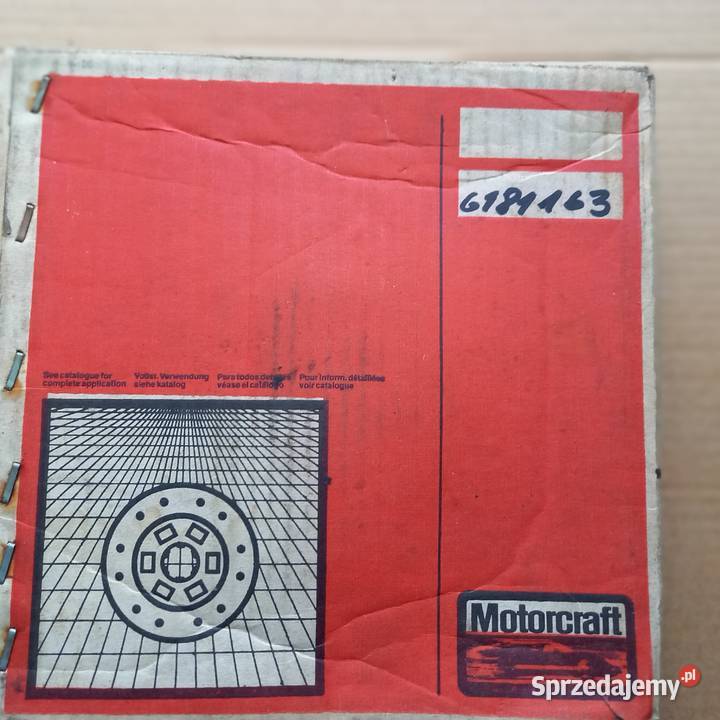 6181163
See catalogue for complete application
Vollst. Verwendung siehe katalog
Para todos detalles véase el catálogo
Pour inform. détaillées voir catalogue
Motorcraft
Sprzedajemy.pl